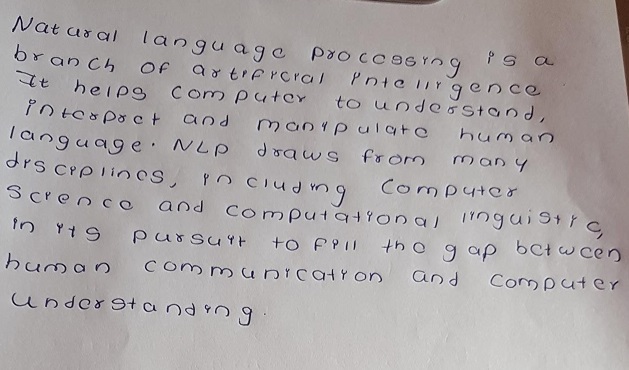 Natural language processing is a
branch of artificial intelligence
It helps computer to understand,
interpret and manipulate human
language. NLP draws from many
disciplines, including computer
science and computational linguistic,
in its pursuit to fill the gap between
human communication and computer
understanding.